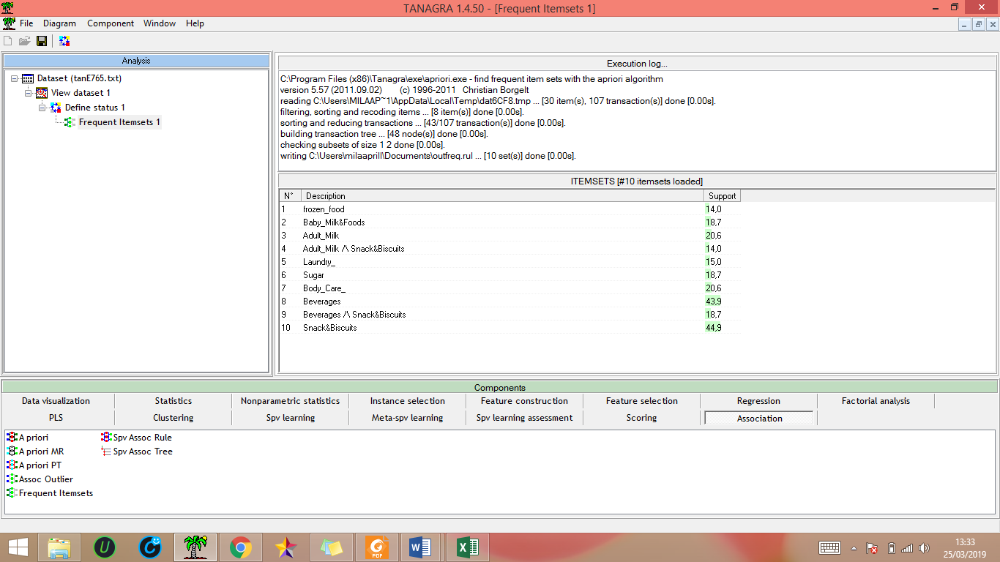 TANAGRA 1.4.50 - [Frequent Itemsets 1]
File Diagram Component Window Help
Analysis
Dataset (tanE765.txt)
View dataset 1
Define status 1
Frequent Itemsets 1
Execution log...
C:\Program Files (x86)\Tanagra\exe\apriori.exe - find frequent item sets with the apriori algorithm
version 5.57 (2011.09.02) (c) 1996-2011 Christian Borgelt
reading C:\Users\MILAAP~1\AppData\Local\Temp\dat6CF8.tmp ... [30 item(s), 107 transaction(s)] done [0.00s].
filtering, sorting and recoding items ... [8 item(s)] done [0.00s].
sorting and reducing transactions ... [43/107 transaction(s)] done [0.00s].
building transaction tree ... [48 node(s)] done [0.00s].
checking subsets of size 1 2 done [0.00s].
writing C:\Users\milaaprill\Documents\outfreq.rul ... [10 set(s)] done [0.00s].
ITEMSETS [#10 itemsets loaded]
N° Description Support
1 frozen_food 14,0
2 Baby_Milk&Foods 18,7
3 Adult_Milk 20,6
4 Adult_Milk /\ Snack&Biscuits 14,0
5 Laundry_ 15,0
6 Sugar 18,7
7 Body_Care_ 20,6
8 Beverages 43,9
9 Beverages /\ Snack&Biscuits 18,7
10 Snack&Biscuits 44,9
Components
Data visualization Statistics Nonparametric statistics Instance selection Feature construction Feature selection Regression Factorial analysis
PLS Clustering Spv learning Meta-spv learning Spv learning assessment Scoring Association
A priori Spv Assoc Rule
A priori MR Spv Assoc Tree
A priori PT
Assoc Outlier
Frequent Itemsets
PDF
13:33
25/03/2019